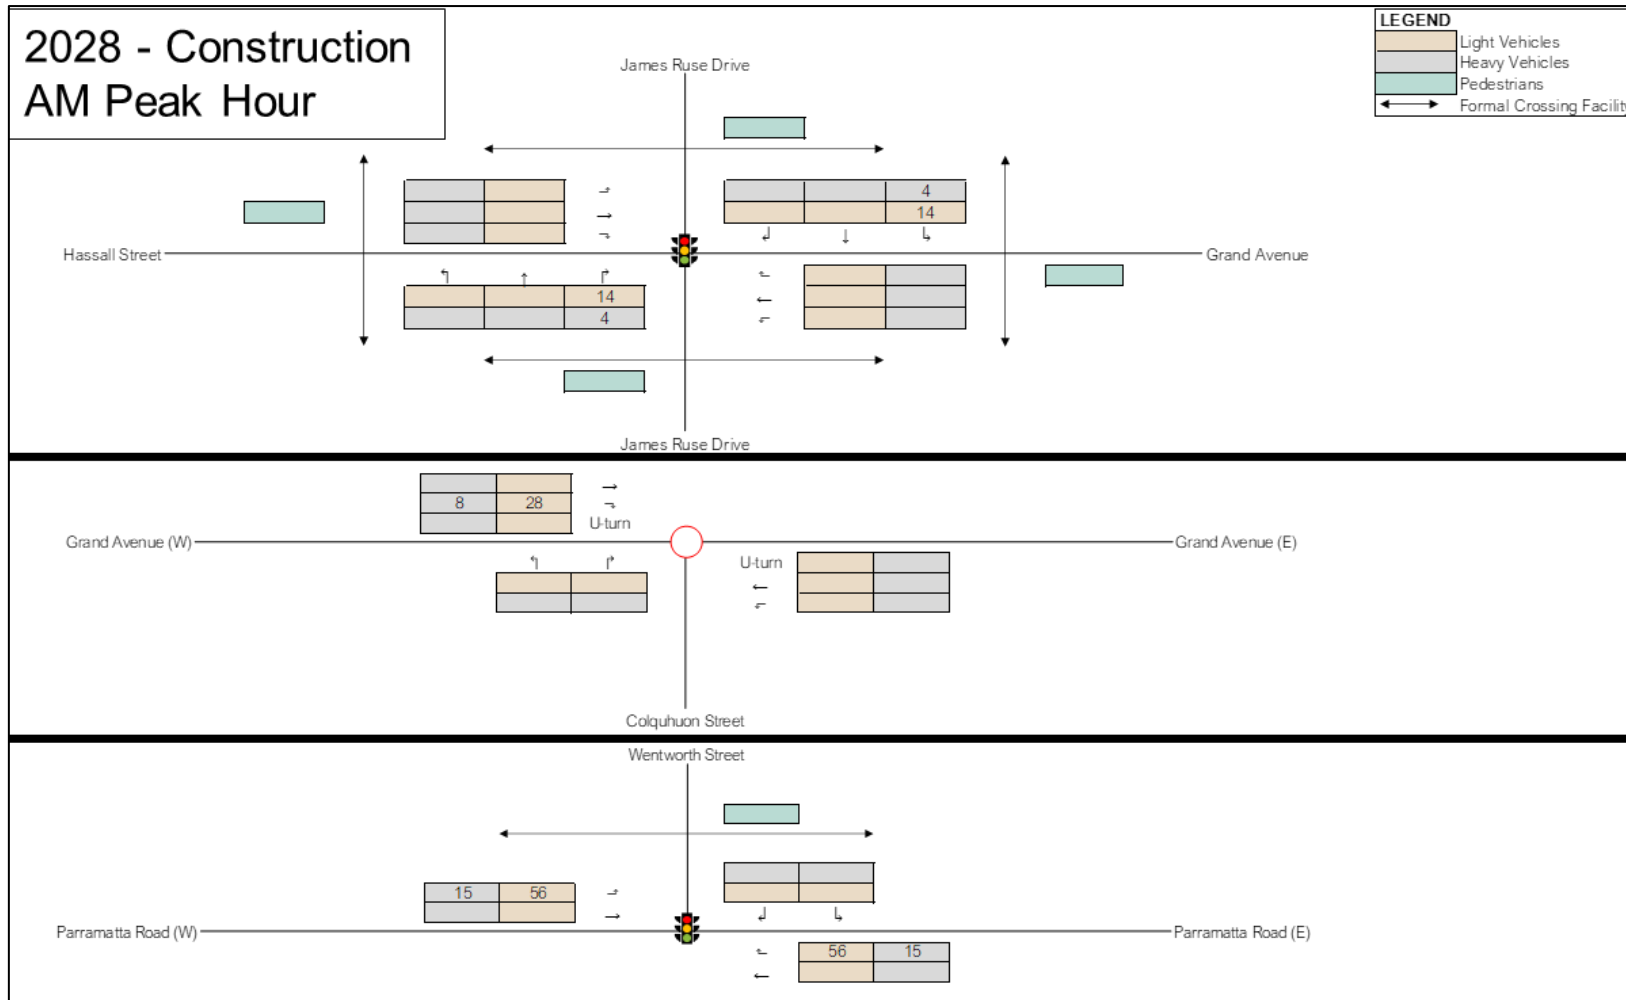 2028 - Construction
AM Peak Hour
LEGEND
Light Vehicles
Heavy Vehicles
Pedestrians
Formal Crossing Facility
James Ruse Drive
4
14
Hassall Street
Grand Avenue
14
4
James Ruse Drive
8 28
U-turn
Grand Avenue (W)
Grand Avenue (E)
U-turn
Colquhuon Street
Wentworth Street
15 56
Parramatta Road (W)
Parramatta Road (E)
56 15